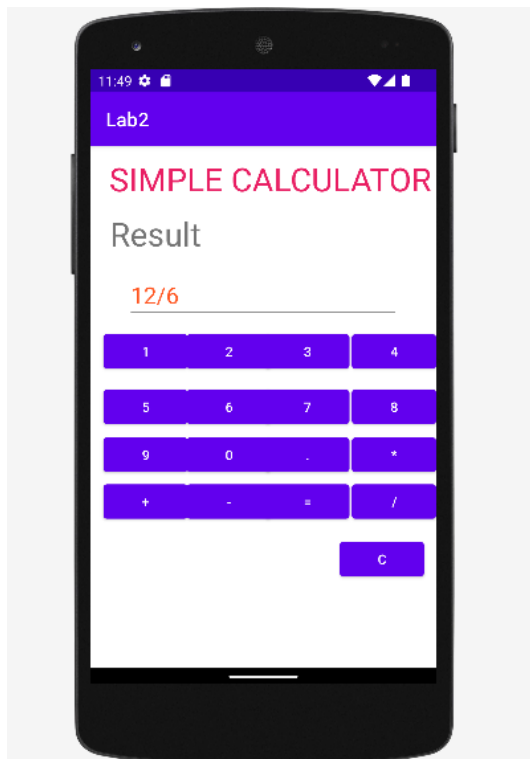 11:49
Lab2
SIMPLE CALCULATOR
Result
12/6
1 2 3 4
5 6 7 8
9 0 . *
+ - = /
C